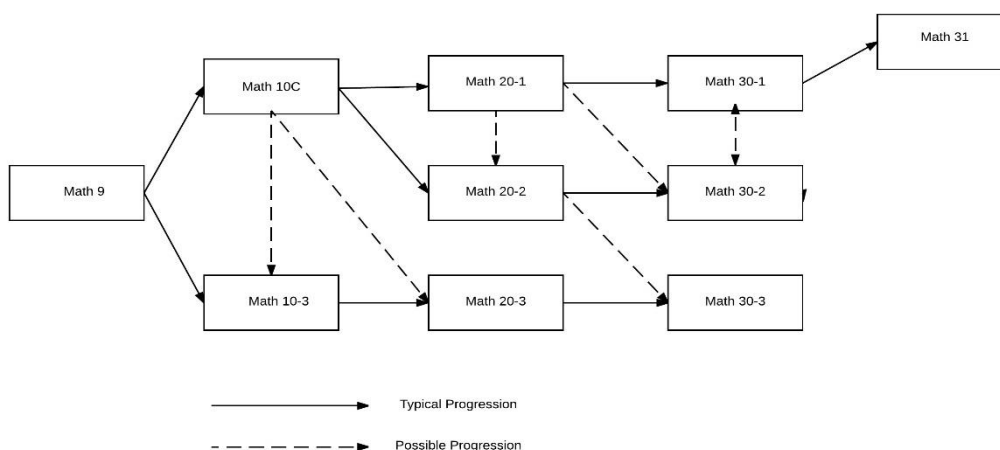 Math 31
Math 10C
Math 20-1
Math 30-1
Math 9
Math 20-2
Math 30-2
Math 10-3
Math 20-3
Math 30-3
Typical Progression
Possible Progression